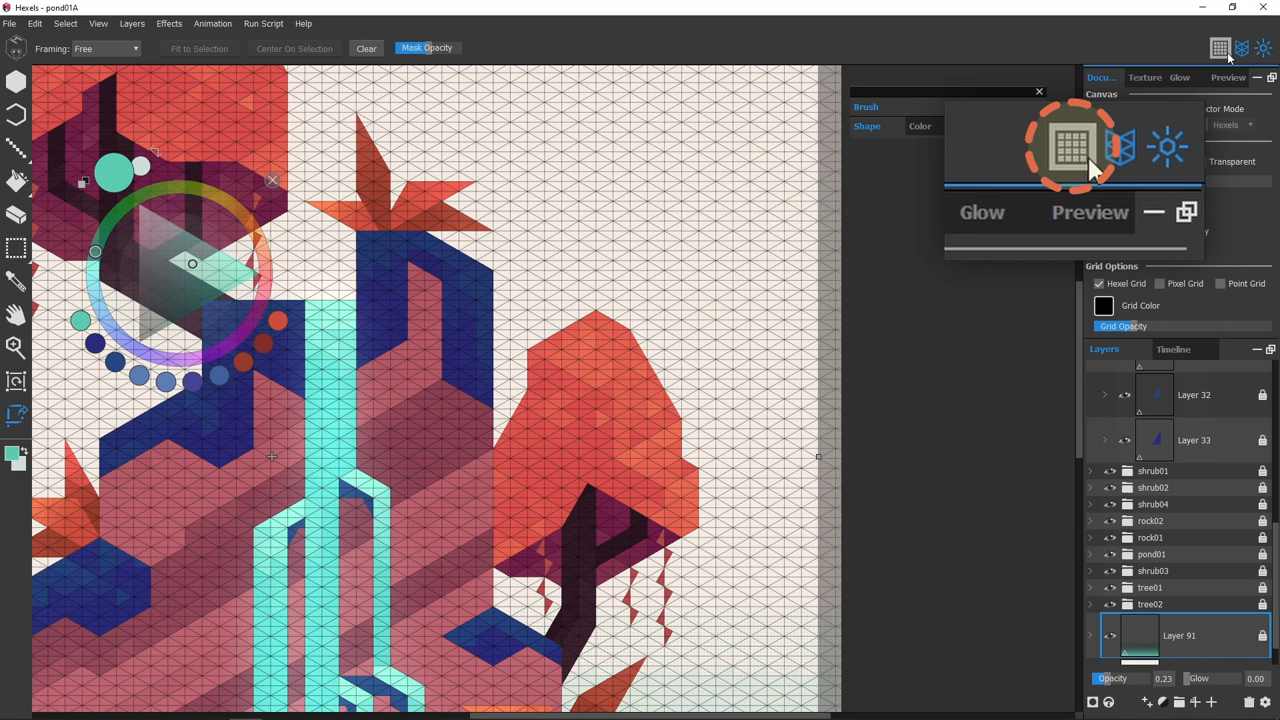 Hexels - pond01A
File Edit Select View Layers Effects Animation Run Script Help
Framing: Free Fit to Selection Center On Selection Clear Mask Opacity
Docu... Texture Glow Preview
Canvas
Brush
Shape Color
ctor Mode
Hexels
Transparent
Glow Preview
Grid Options
Hexel Grid Pixel Grid Point Grid
Grid Color
Grid Opacity
Layers Timeline
Layer 32
Layer 33
shrub01
shrub02
shrub04
rock02
rock01
pond01
shrub03
tree01
tree02
Layer 91
Opacity 0.23 Glow 0.00